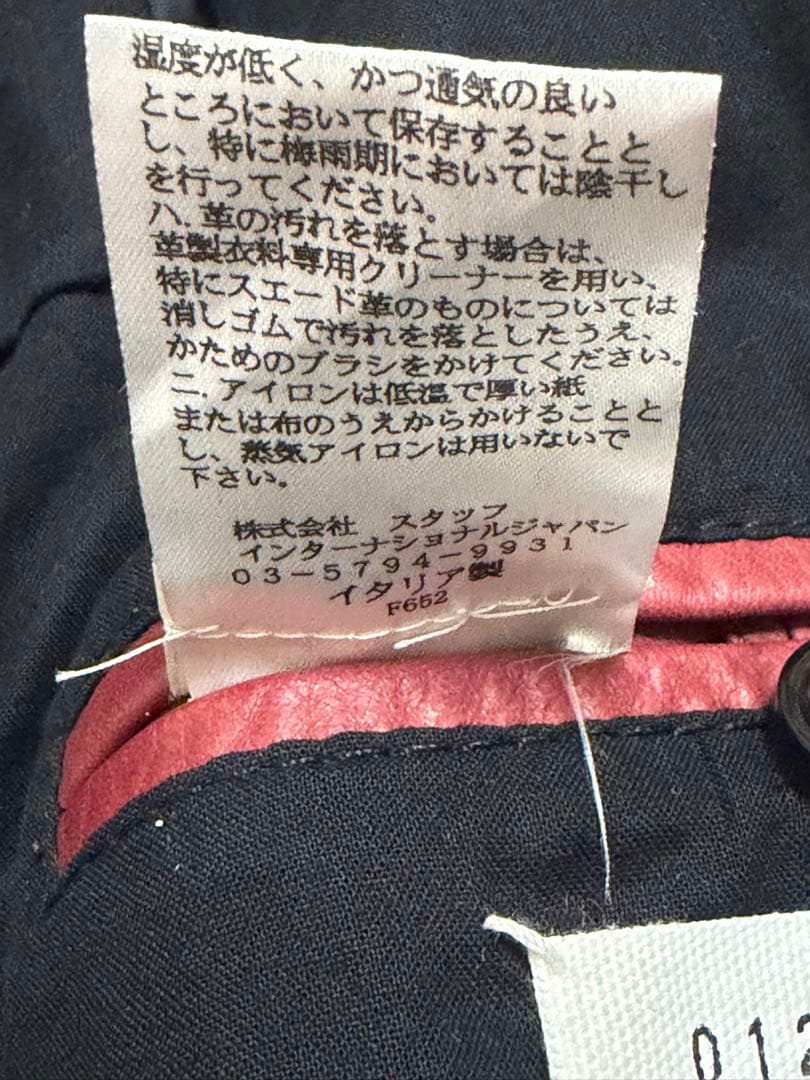 湿度が低く、かつ通気の良い
ところにおいて保存することと
し、特に梅雨期においては陰干し
を行ってください。
ハ.革の汚れを落とす場合は、
革製衣料専用クリーナーを用い、
特にスエード革のものについては
消しゴムで汚れを落としたうえ、
かためのブラシをかけてください。
ニ.アイロンは低温で厚い紙
または布のうえからかけることと
し、蒸気アイロンは用いないで
下さい。
株式会社 スタッフ
インターナショナルジャパン
03-5794-9931
イタリア製
F652
012